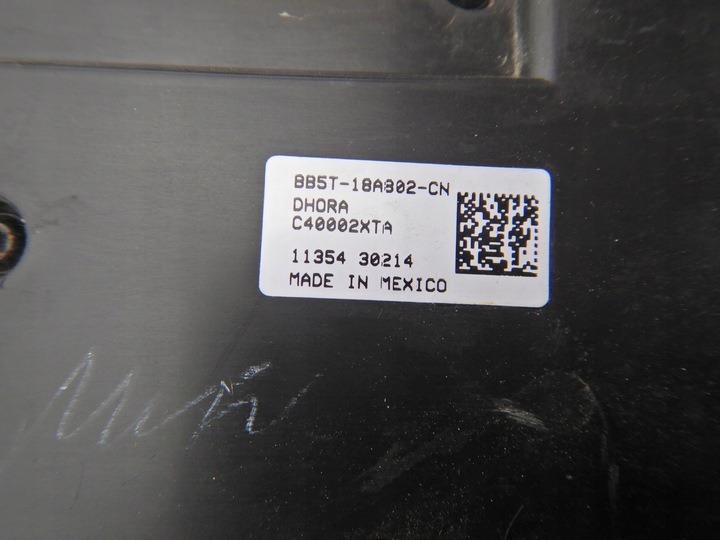 BB5T-18A802-CN
DHORA
C40002XTA
11354 30214
MADE IN MEXICO